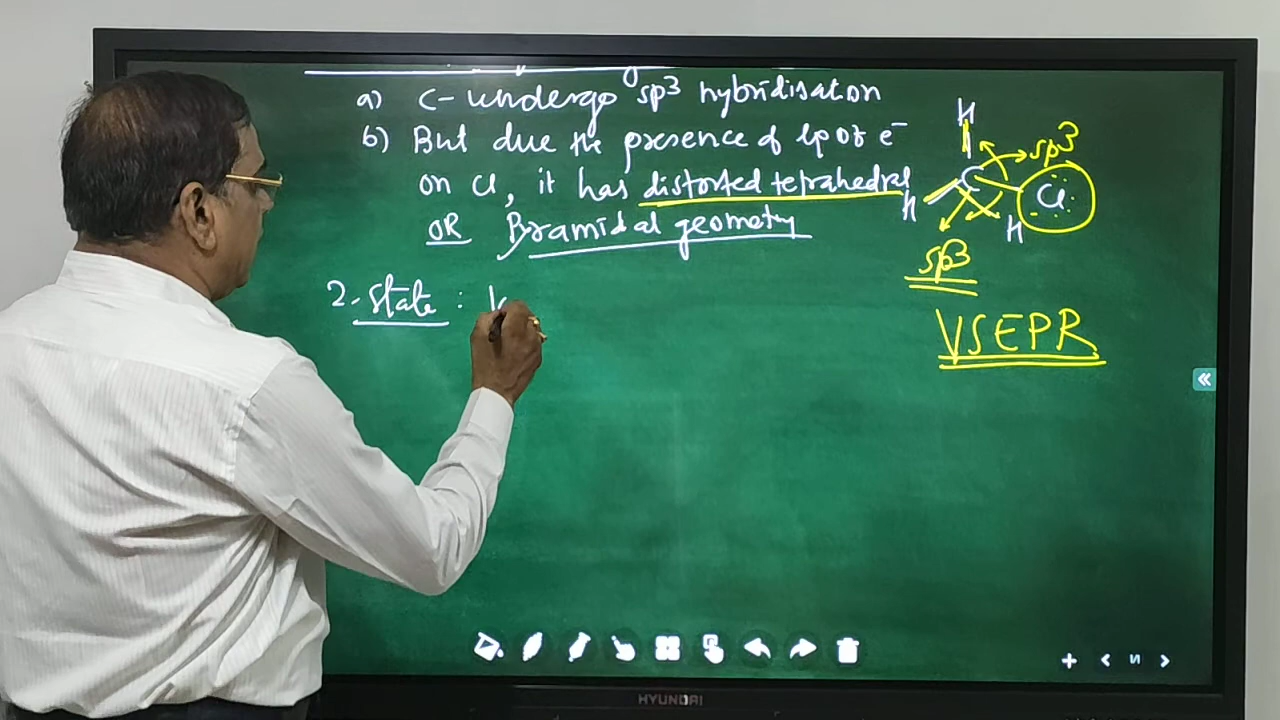 a) C- undergo sp3 hybridisation
b) But due the presence of lp of e-
on Cl, it has distorted tetrahedral
OR Pyramidal geometry
2. State :
H
sp3
C
Cl
H
H
sp3
VSEPR
HYUNDAI